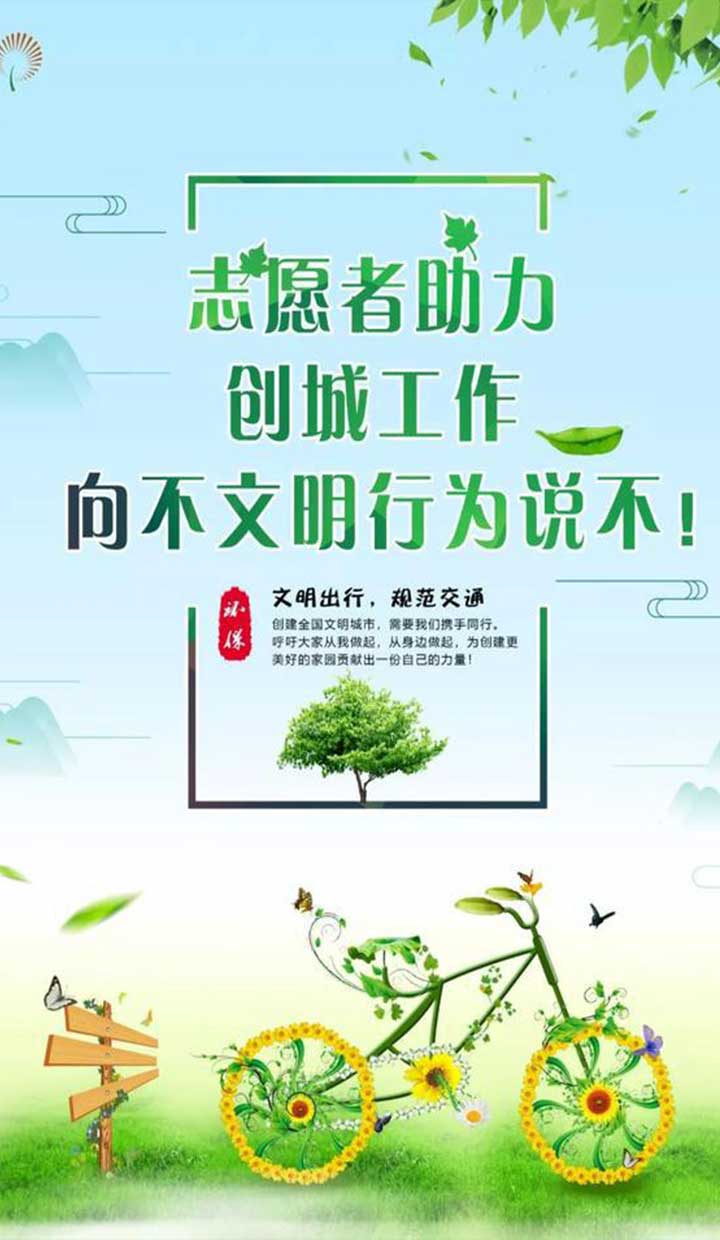 志愿者助力
创城工作
向不文明行为说不!
环保
文明出行，规范交通
创建全国文明城市，需要我们携手同行。
呼吁大家从我做起，从身边做起，为创建更
美好的家园贡献出一份自己的力量！